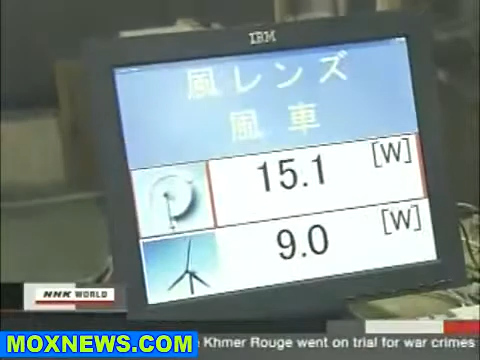 IBM
風レンズ
風車
15.1 [W]
9.0 [W]
NHK WORLD
MOXNEWS.COM
Khmer Rouge went on trial for war crimes